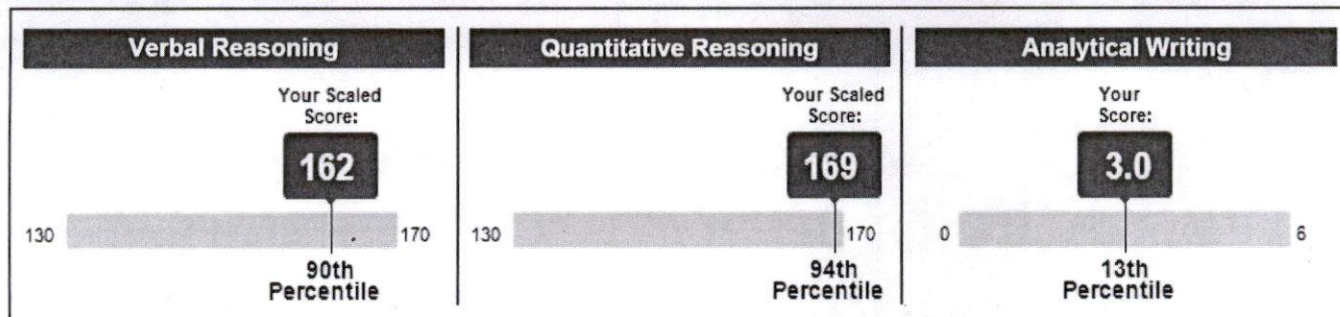 Verbal Reasoning
Your Scaled
Score:
162
130
170
90th
Percentile
Quantitative Reasoning
Your Scaled
Score:
169
130
170
94th
Percentile
Analytical Writing
Your
Score:
3.0
0
6
13th
Percentile